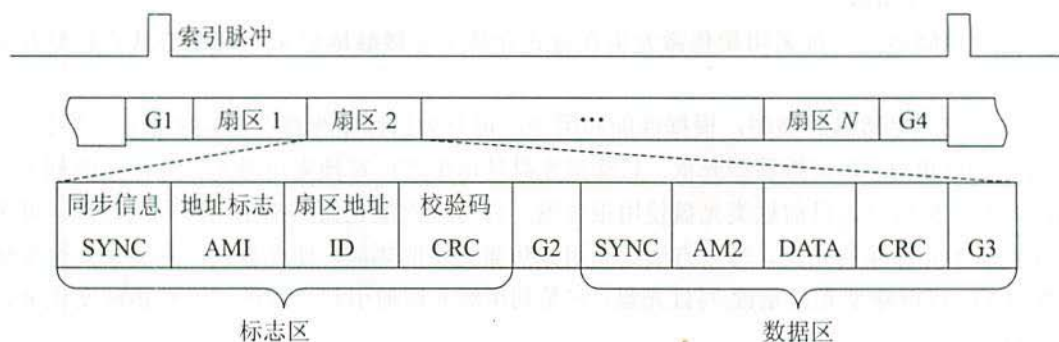 索引脉冲
G1 扇区 1 扇区 2 … 扇区 N G4
同步信息 地址标志 扇区地址 校验码
SYNC AMI ID CRC G2 SYNC AM2 DATA CRC G3
标志区 数据区